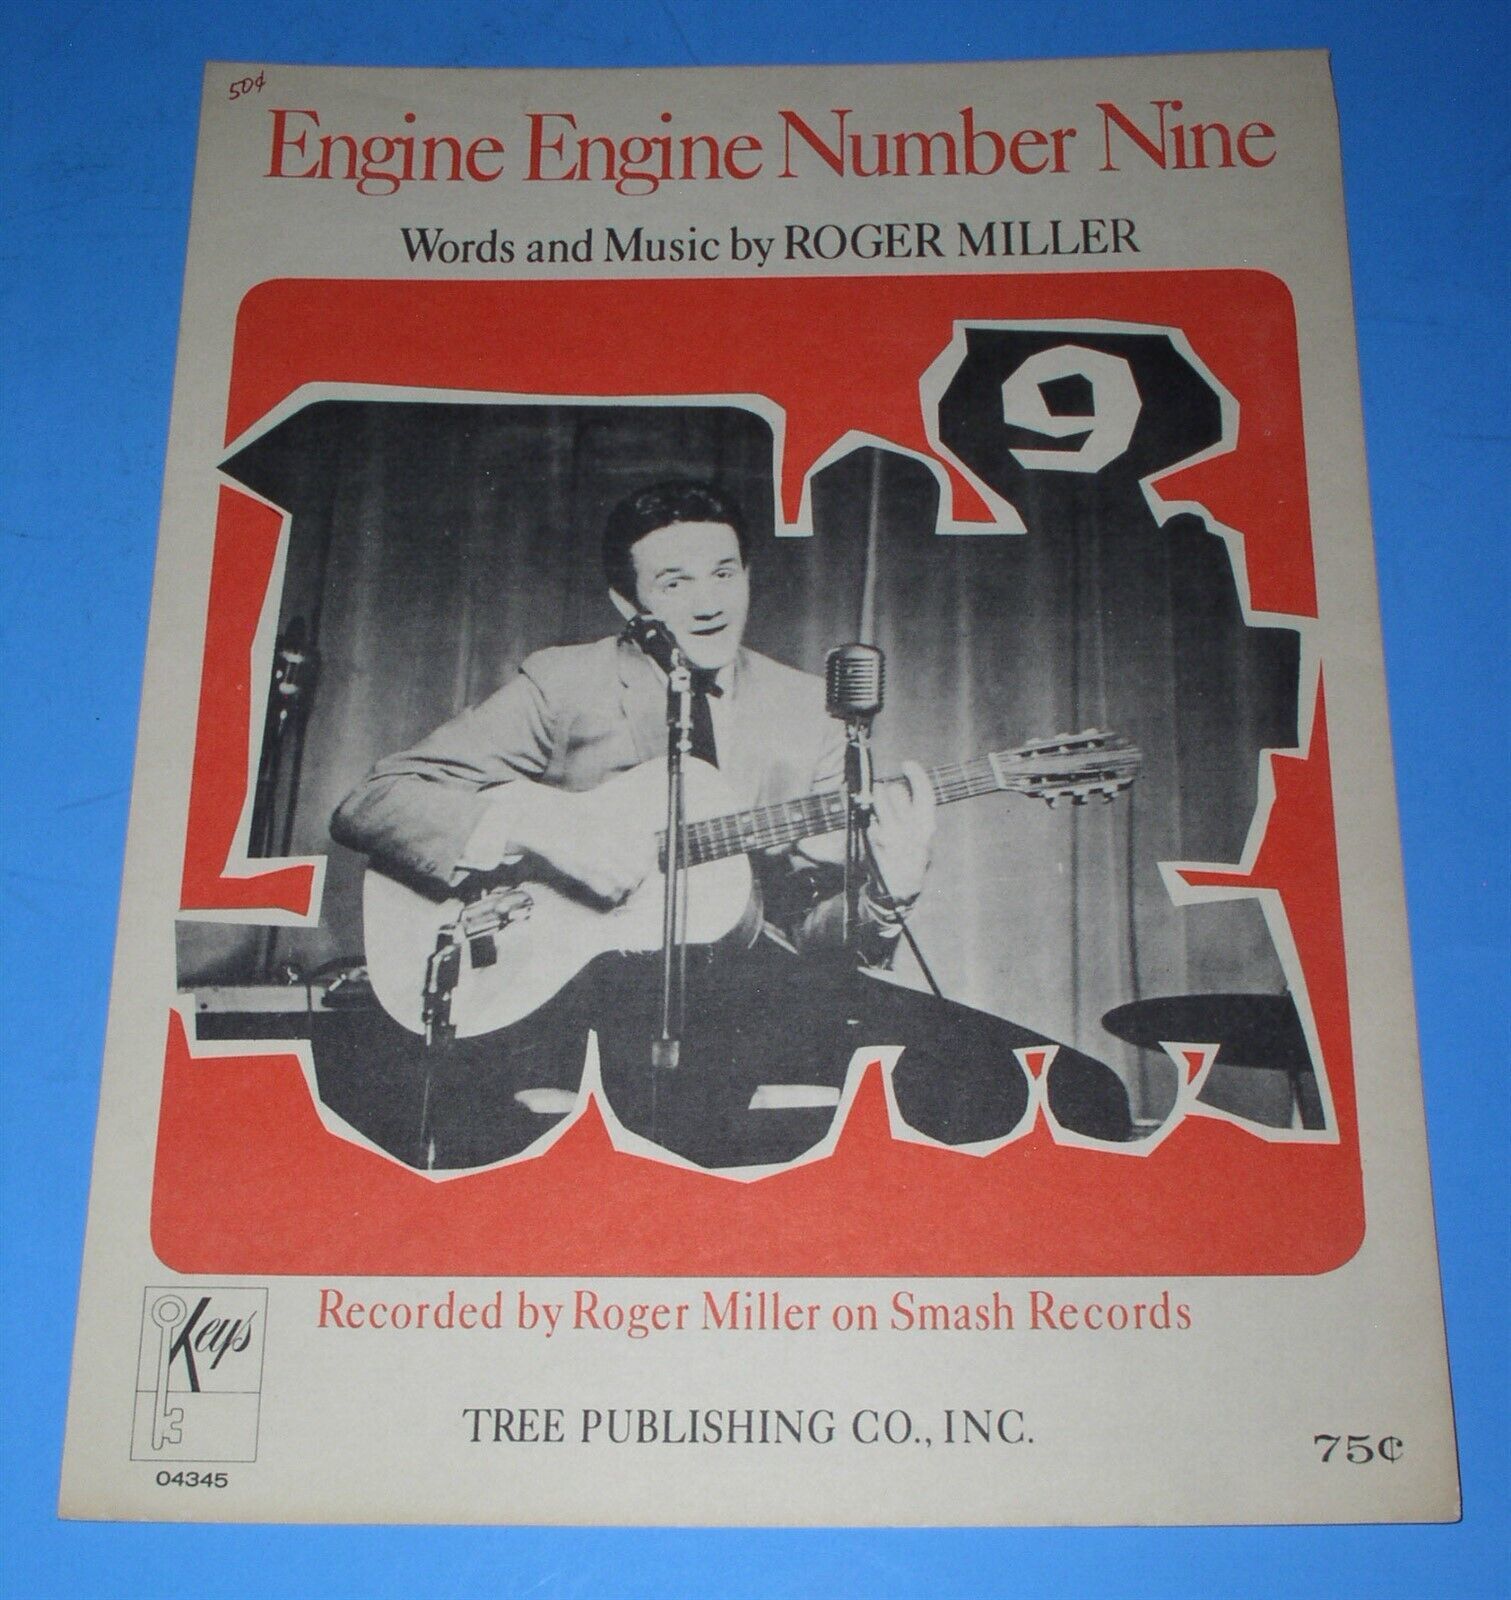 50¢
Engine Engine Number Nine
Words and Music by ROGER MILLER
9
Recorded by Roger Miller on Smash Records
Keys
TREE PUBLISHING CO., INC.
75¢
04345